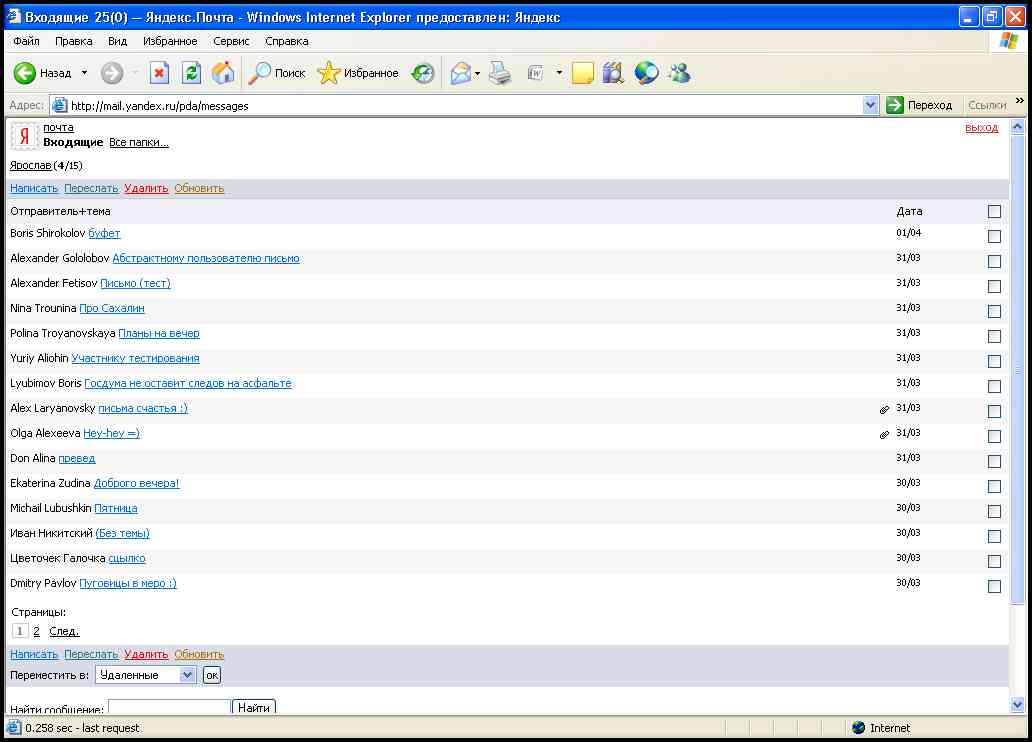 Входящие 25(0) — Яндекс.Почта - Windows Internet Explorer предоставлен: Яндекс
Файл Правка Вид Избранное Сервис Справка
Назад Поиск Избранное
Адрес: http://mail.yandex.ru/pda/messages Переход Ссылки »
Я почта выход
Входящие Все папки...
Ярослав (4/15)
Написать Переслать Удалить Обновить
Отправитель+тема Дата
Boris Shirokolov буфет 01/04
Alexander Gololobov Абстрактному пользователю письмо 31/03
Alexander Fetisov Письмо (тест) 31/03
Nina Trounina Про Сахалин 31/03
Polina Troyanovskaya Планы на вечер 31/03
Yuriy Aliohin Участнику тестирования 31/03
Lyubimov Boris Госдума не оставит следов на асфальте 31/03
Alex Laryanovsky письма счастья :) 31/03
Olga Alexeeva Hey-hey =) 31/03
Don Alina превед 31/03
Ekaterina Zudina Доброго вечера! 30/03
Michail Lubushkin Пятница 30/03
Иван Никитский (Без темы) 30/03
Цветочек Галочка сцылко 30/03
Dmitry Pavlov Пуговицы в меро :) 30/03
Страницы:
1 2 След.
Написать Переслать Удалить Обновить
Переместить в: Удаленные ок
Найти сообщение: Найти
0.258 sec - last request Internet